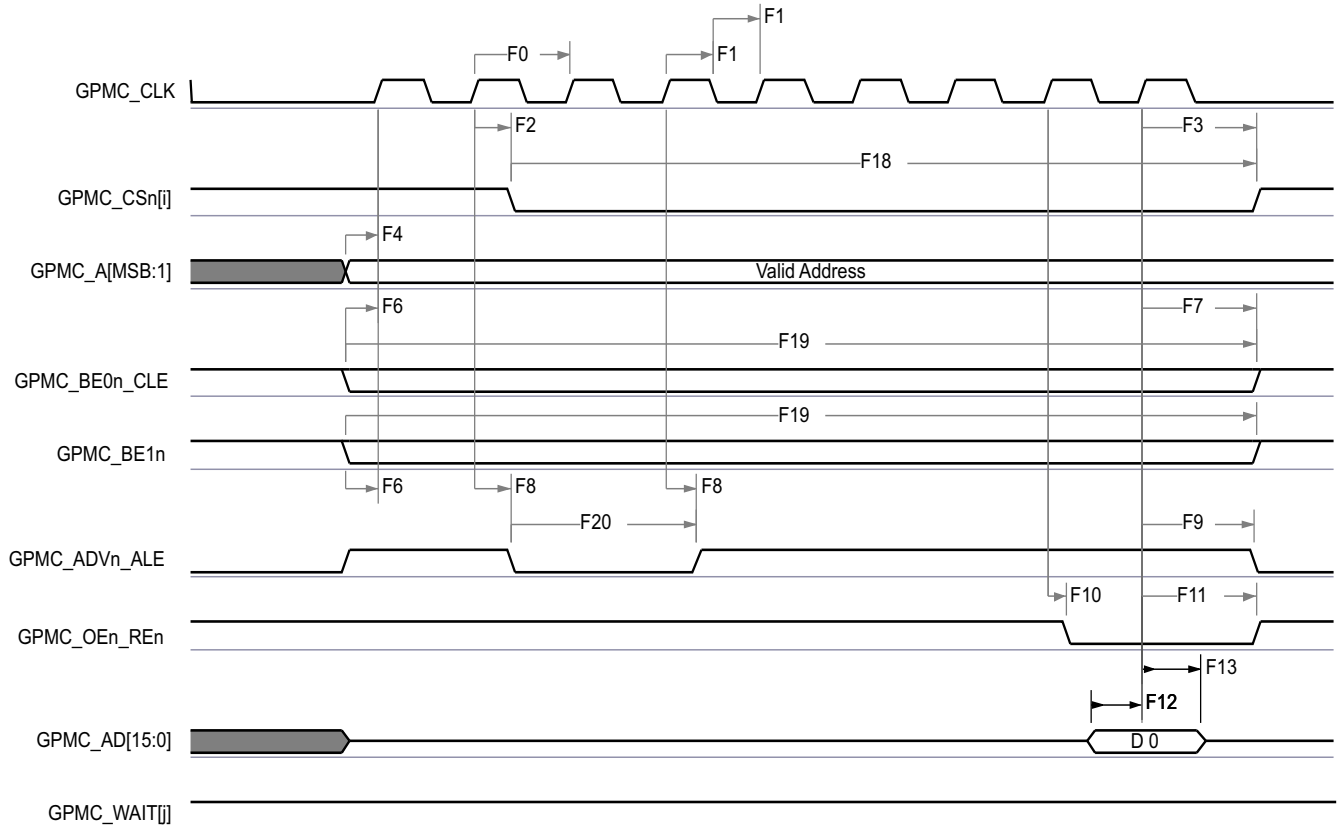 F1
F0
F1
GPMC_CLK
F2
F3
F18
GPMC_CSn[i]
F4
GPMC_A[MSB:1]
Valid Address
F6
F7
F19
GPMC_BE0n_CLE
F19
GPMC_BE1n
F6
F8
F8
F20
F9
GPMC_ADVn_ALE
F10
F11
GPMC_OEn_REn
F13
F12
GPMC_AD[15:0]
D 0
GPMC_WAIT[j]